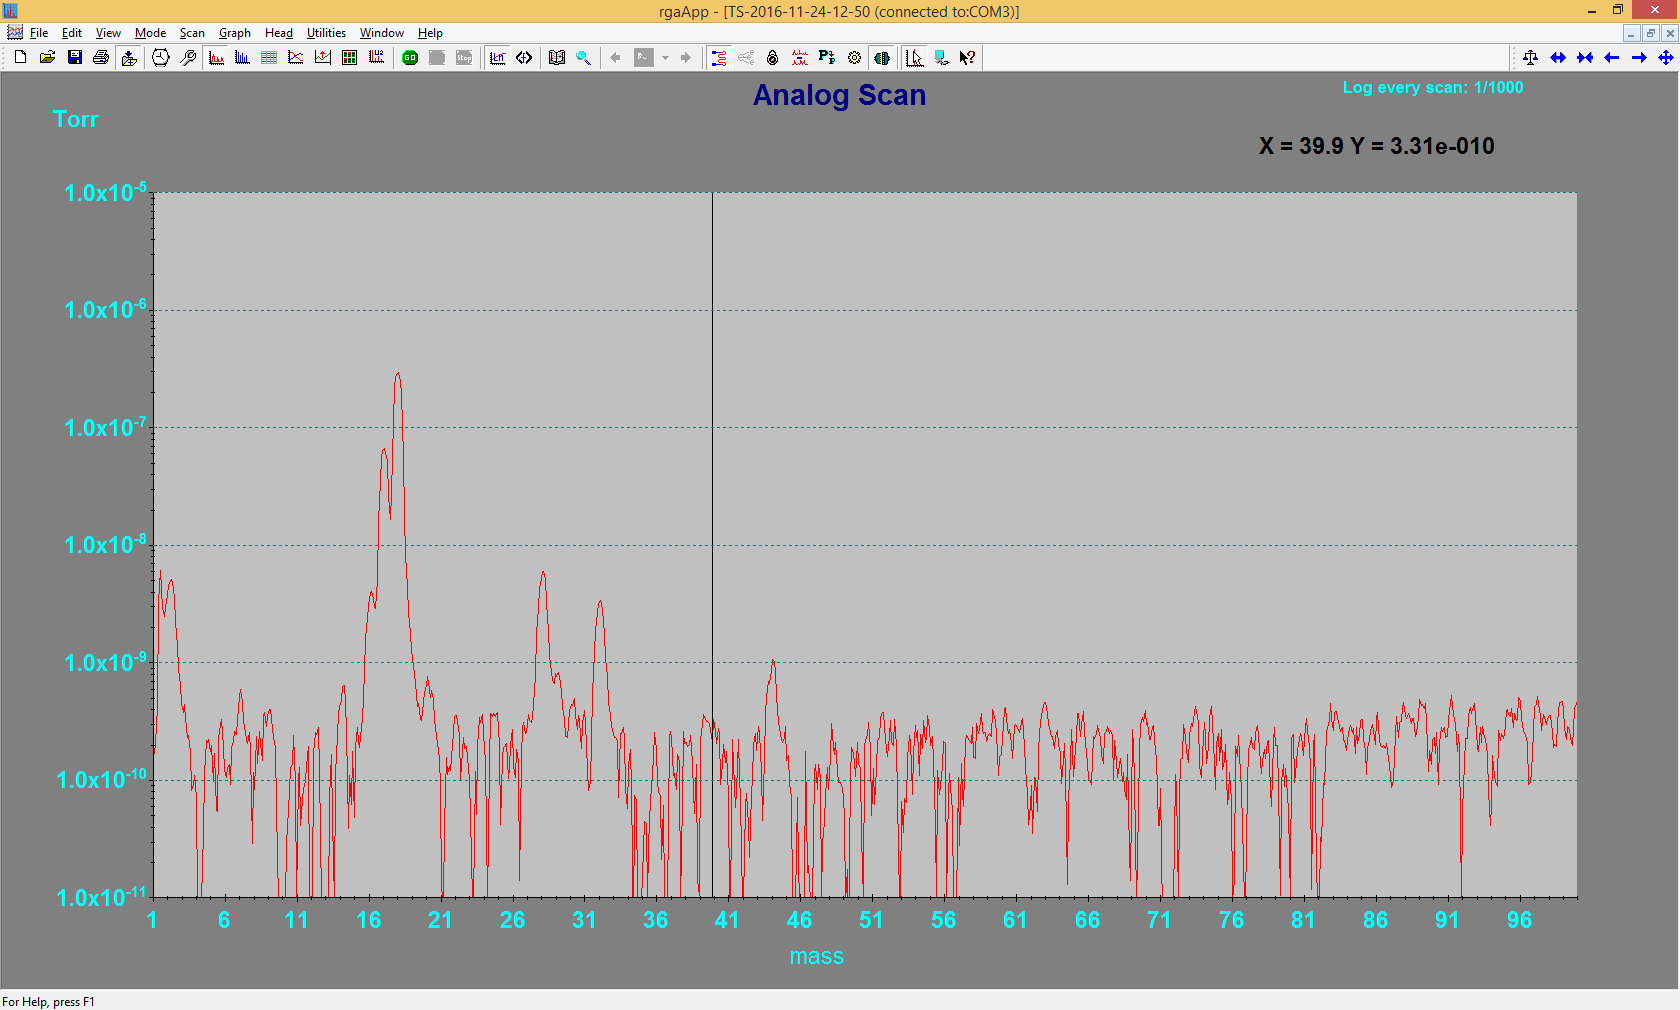 rgaApp - [TS-2016-11-24-12-50 (connected to:COM3)]
File Edit View Mode Scan Graph Head Utilities Window Help
GO Stop
Analog Scan
Log every scan: 1/1000
Torr
X = 39.9 Y = 3.31e-010
1.0x10-5
1.0x10-6
1.0x10-7
1.0x10-8
1.0x10-9
1.0x10-10
1.0x10-11
1 6 11 16 21 26 31 36 41 46 51 56 61 66 71 76 81 86 91 96
mass
For Help, press F1